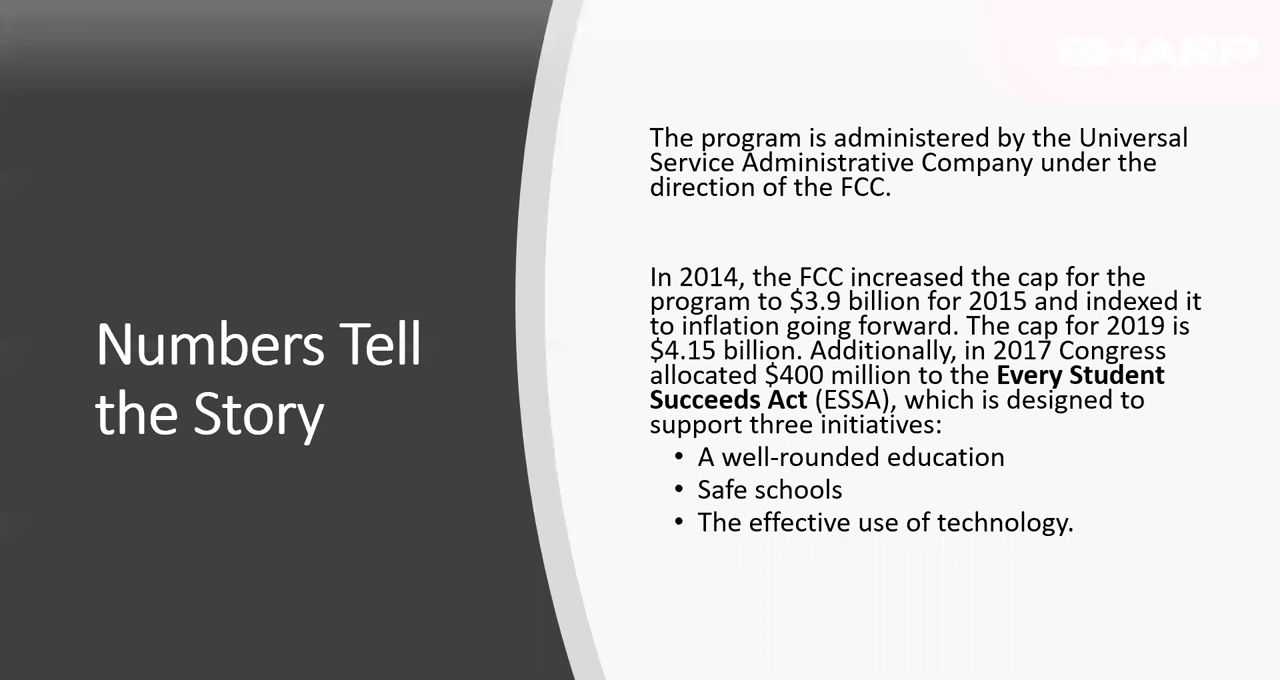 SHARP
Numbers Tell
the Story
The program is administered by the Universal
Service Administrative Company under the
direction of the FCC.
In 2014, the FCC increased the cap for the
program to $3.9 billion for 2015 and indexed it
to inflation going forward. The cap for 2019 is
$4.15 billion. Additionally, in 2017 Congress
allocated $400 million to the Every Student
Succeeds Act (ESSA), which is designed to
support three initiatives:
• A well-rounded education
• Safe schools
• The effective use of technology.